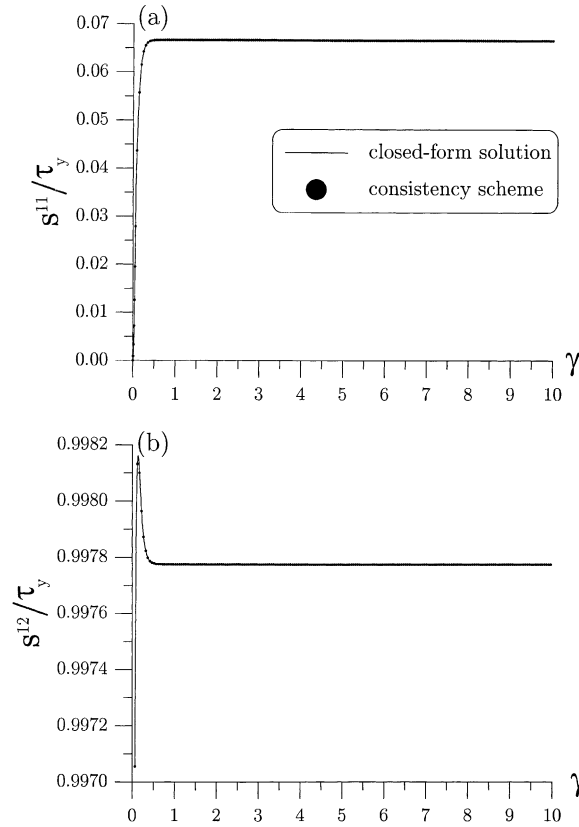 (a)
0.07
0.06
0.05
0.04
0.03
0.02
0.01
0.00
s¹¹/τ_y
closed-form solution
consistency scheme
0 1 2 3 4 5 6 7 8 9 10
γ
(b)
0.9982
0.9980
0.9978
0.9976
0.9974
0.9972
0.9970
s¹²/τ_y
0 1 2 3 4 5 6 7 8 9 10
γ